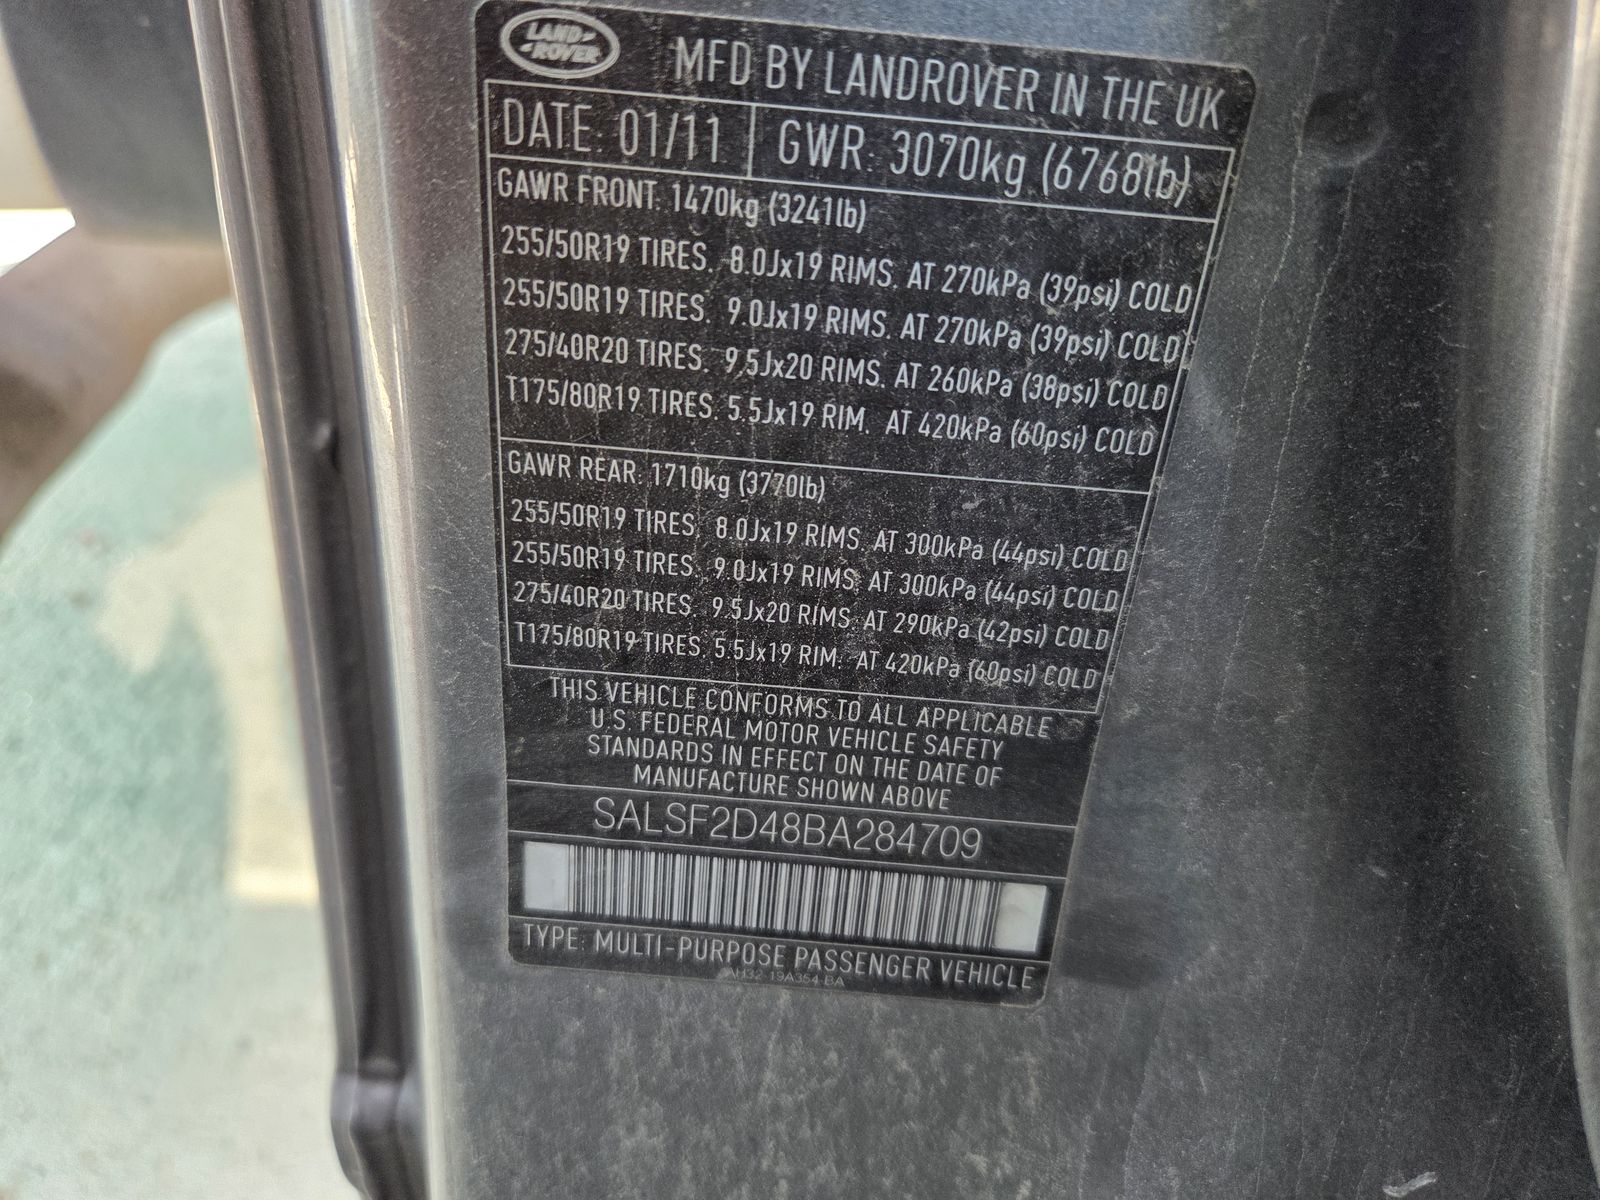 LAND
ROVER
MFD BY LANDROVER IN THE UK
DATE: 01/11 GWR: 3070kg (6768lb)
GAWR FRONT: 1470kg (3241lb)
255/50R19 TIRES. 8.0Jx19 RIMS. AT 270kPa (39psi) COLD
255/50R19 TIRES. 9.0Jx19 RIMS. AT 270kPa (39psi) COLD
275/40R20 TIRES. 9.5Jx20 RIMS. AT 260kPa (38psi) COLD
T175/80R19 TIRES. 5.5Jx19 RIM. AT 420kPa (60psi) COLD
GAWR REAR: 1710kg (3770lb)
255/50R19 TIRES. 8.0Jx19 RIMS. AT 300kPa (44psi) COLD
255/50R19 TIRES. 9.0Jx19 RIMS. AT 300kPa (44psi) COLD
275/40R20 TIRES. 9.5Jx20 RIMS. AT 290kPa (42psi) COLD
T175/80R19 TIRES. 5.5Jx19 RIM. AT 420kPa (60psi) COLD
THIS VEHICLE CONFORMS TO ALL APPLICABLE
U.S. FEDERAL MOTOR VEHICLE SAFETY
STANDARDS IN EFFECT ON THE DATE OF
MANUFACTURE SHOWN ABOVE
SALSF2D48BA284709
TYPE: MULTI-PURPOSE PASSENGER VEHICLE
AH32 19A354 BA